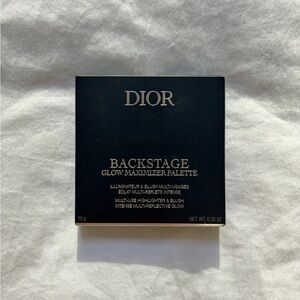 DIOR
BACKSTAGE
GLOW MAXIMIZER PALETTE
ILLUMINATEUR & BLUSH MULTI-USAGES
ÉCLAT MULTI-REFLETS INTENSE
MULTI-USE HIGHLIGHTER & BLUSH
INTENSE MULTI-REFLECTIVE GLOW
10 g NET WT. 0.35 OZ